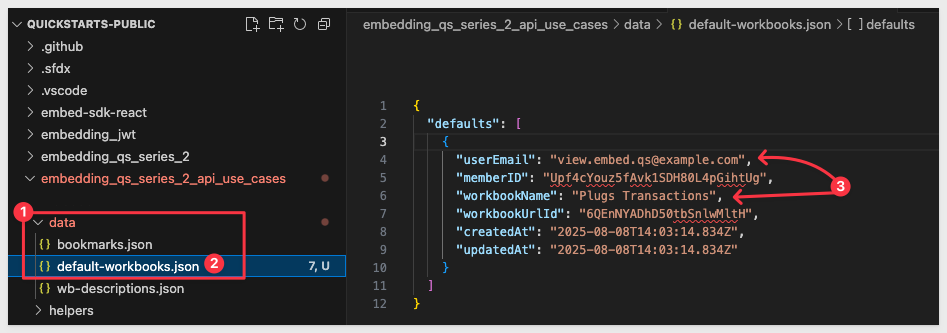 QUICKSTARTS-PUBLIC
.github
.sfdx
.vscode
embed-sdk-react
embedding_jwt
embedding_qs_series_2
embedding_qs_series_2_api_use_cases
1
data
{} bookmarks.json
{} default-workbooks.json 2 7, U
{} wb-descriptions.json
helpers
embedding_qs_series_2_api_use_cases > data > {} default-workbooks.json > [ ] defaults
1 {
2 "defaults": [
3 {
4 "userEmail": "view.embed.qs@example.com",
5 "memberID": "Upf4cYouz5fAvk1SDH80L4pGihtUg",
6 "workbookName": "Plugs Transactions",
7 "workbookUrlId": "6QEnNYADhD50tbSnlwMltH",
8 "createdAt": "2025-08-08T14:03:14.834Z",
9 "updatedAt": "2025-08-08T14:03:14.834Z"
10 }
11 ]
12 }
3